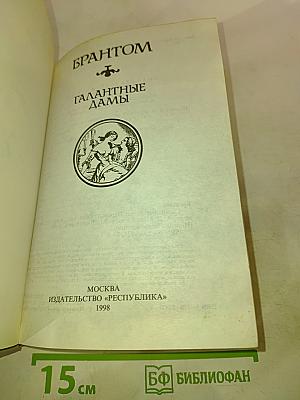 БРАНТОМ
ГАЛАНТНЫЕ
ДАМЫ
МОСКВА
ИЗДАТЕЛЬСТВО «РЕСПУБЛИКА»
1998
15 см
БФ БИБЛИОФАН